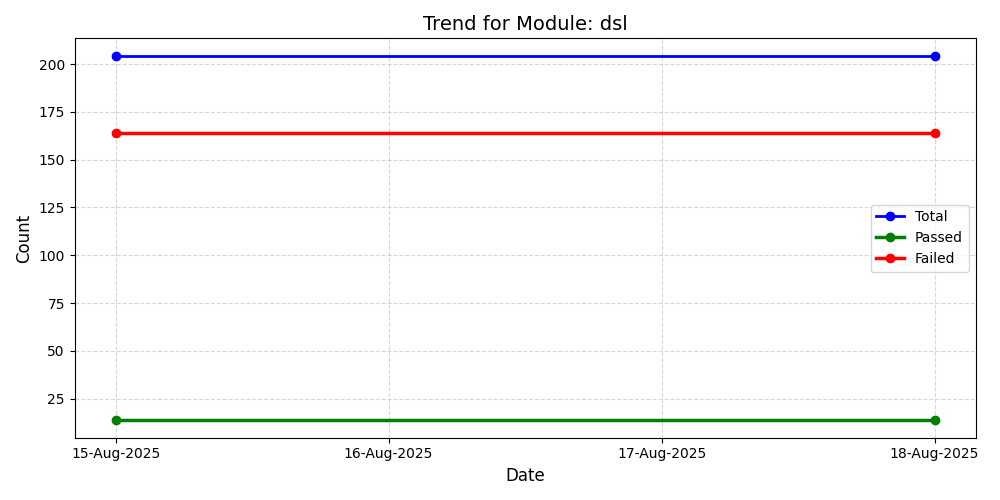 Trend for Module: dsl
200
175
150
125
100
75
50
25
Count
Total
Passed
Failed
15-Aug-2025
16-Aug-2025
17-Aug-2025
18-Aug-2025
Date